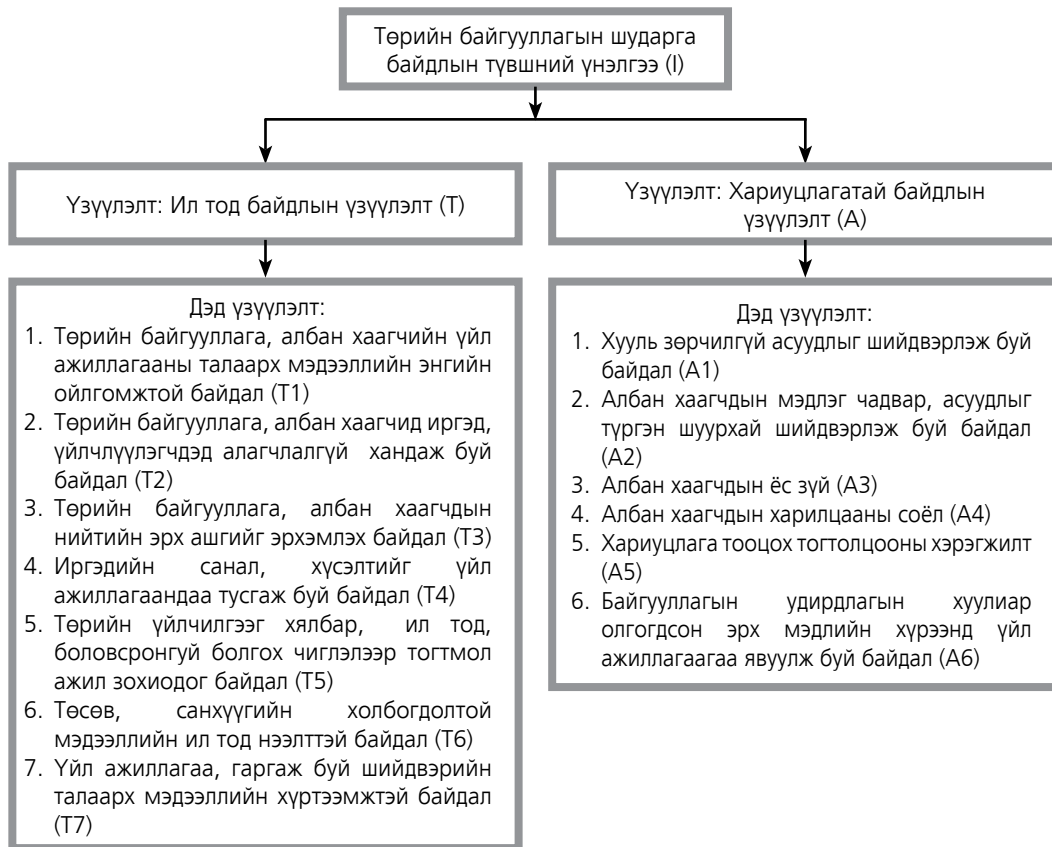 Төрийн байгууллагын шударга
байдлын түвшний үнэлгээ (I)
Үзүүлэлт: Ил тод байдлын үзүүлэлт (T)
Үзүүлэлт: Хариуцлагатай байдлын
үзүүлэлт (A)
Дэд үзүүлэлт:
1. Төрийн байгууллага, албан хаагчийн үйл
ажиллагааны талаарх мэдээллийн энгийн
ойлгомжтой байдал (T1)
2. Төрийн байгууллага, албан хаагчид иргэд,
үйлчлүүлэгчдэд алагчлалгүй хандаж буй
байдал (T2)
3. Төрийн байгууллага, албан хаагчдын
нийтийн эрх ашгийг эрхэмлэх байдал (T3)
4. Иргэдийн санал, хүсэлтийг үйл
ажиллагаандаа тусгаж буй байдал (T4)
5. Төрийн үйлчилгээг хялбар, ил тод,
боловсронгуй болгох чиглэлээр тогтмол
ажил зохиодог байдал (T5)
6. Төсөв, санхүүгийн холбогдолтой
мэдээллийн ил тод нээлттэй байдал (T6)
7. Үйл ажиллагаа, гаргаж буй шийдвэрийн
талаарх мэдээллийн хүртээмжтэй байдал
(T7)
Дэд үзүүлэлт:
1. Хууль зөрчилгүй асуудлыг шийдвэрлэж буй
байдал (A1)
2. Албан хаагчдын мэдлэг чадвар, асуудлыг
түргэн шуурхай шийдвэрлэж буй байдал
(A2)
3. Албан хаагчдын ёс зүй (A3)
4. Албан хаагчдын харилцааны соёл (A4)
5. Хариуцлага тооцох тогтолцооны хэрэгжилт
(A5)
6. Байгууллагын удирдлагын хуулиар
олгогдсон эрх мэдлийн хүрээнд үйл
ажиллагаагаа явуулж буй байдал (A6)